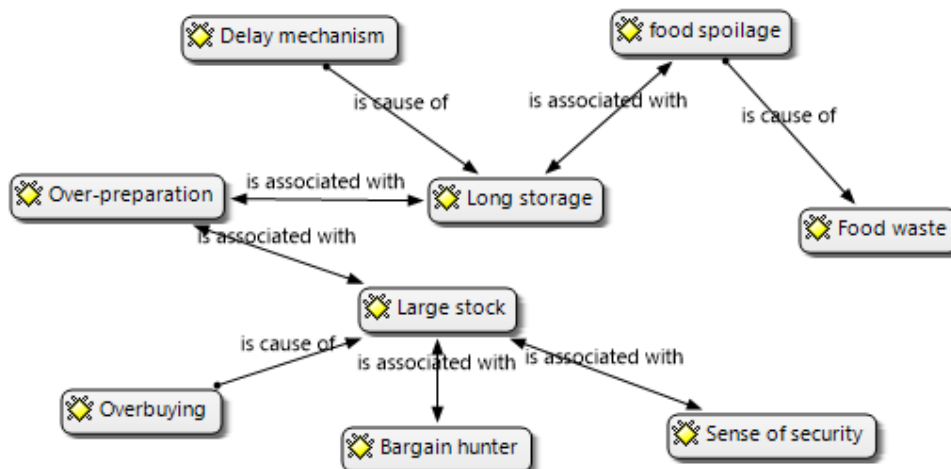 Delay mechanism
food spoilage
is cause of
is associated with
is cause of
Over-preparation
is associated with
Long storage
Food waste
is associated with
Large stock
is cause of
is associated with
is associated with
Overbuying
Bargain hunter
Sense of security